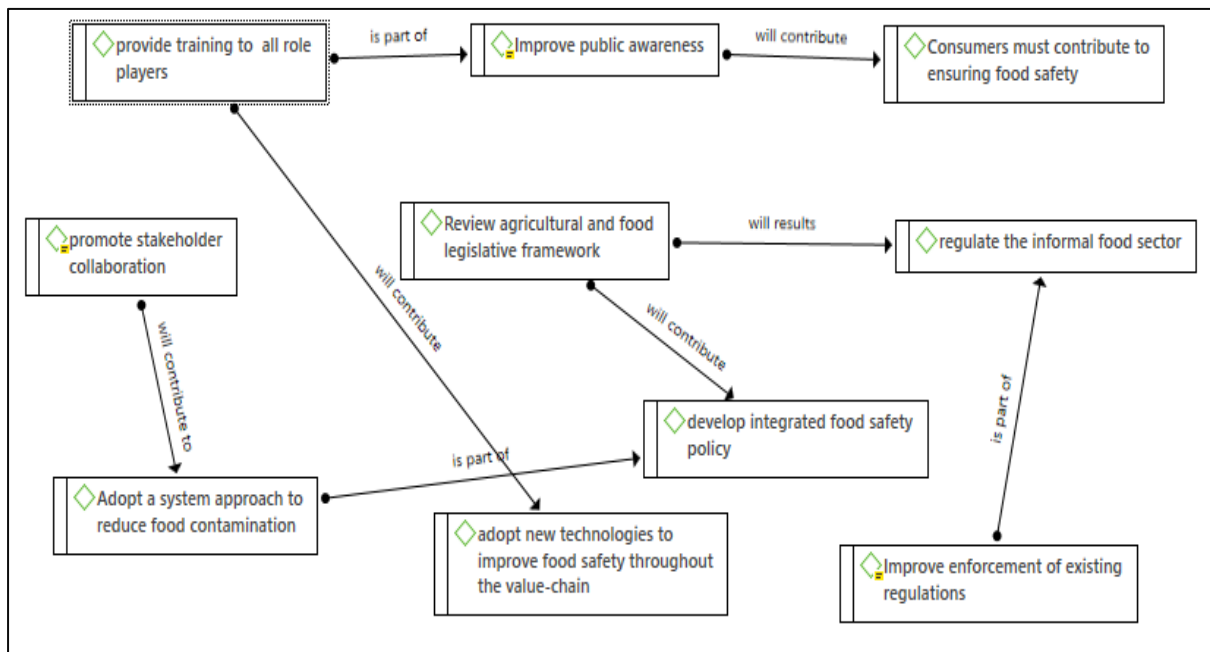 provide training to all role
players
is part of
Improve public awareness
will contribute
Consumers must contribute to
ensuring food safety
promote stakeholder
collaboration
will contribute
Review agricultural and food
legislative framework
will results
regulate the informal food sector
will contribute to
will contribute
is part of
develop integrated food safety
policy
is part of
Adopt a system approach to
reduce food contamination
adopt new technologies to
improve food safety throughout
the value-chain
Improve enforcement of existing
regulations